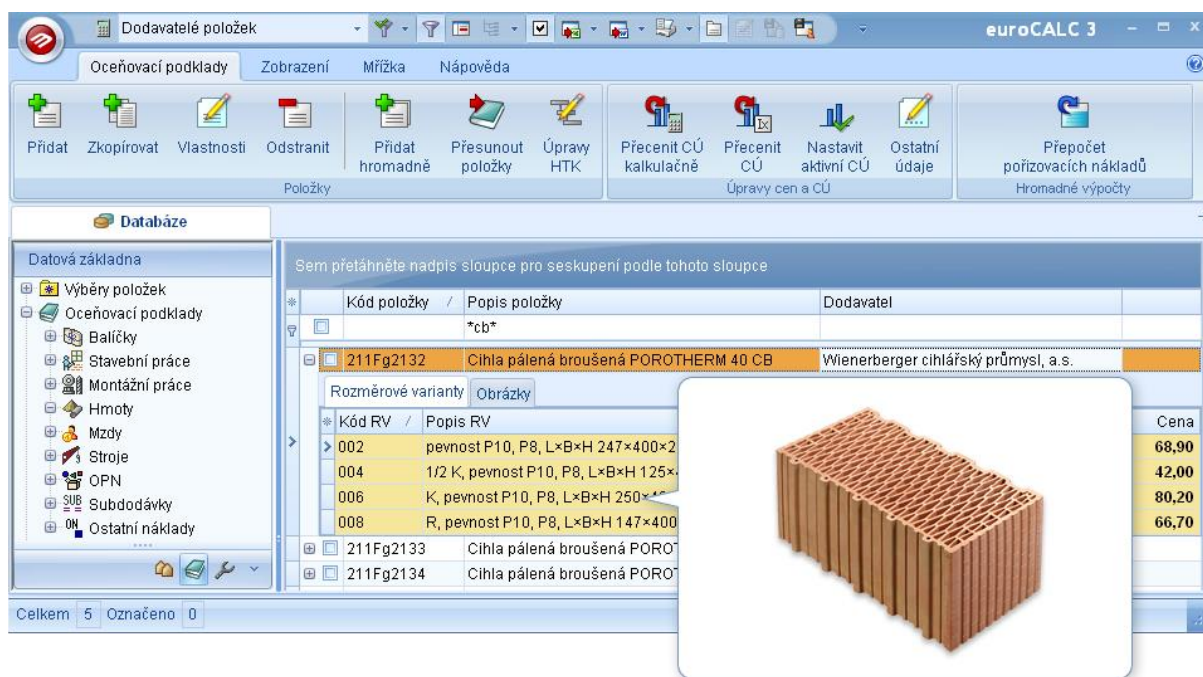 Dodavatelé položek
euroCALC 3
Oceňovací podklady Zobrazení Mřížka Nápověda
Přidat Zkopírovat Vlastnosti Odstranit Přidat hromadně Přesunout položky Úpravy HTK Přecenit CÚ kalkulačně Přecenit CÚ Nastavit aktivní CÚ Ostatní údaje Přepočet pořizovacích nákladů
Položky Úpravy cen a CÚ Hromadné výpočty
Databáze
Datová základna
Výběry položek
Oceňovací podklady
Balíčky
Stavební práce
Montážní práce
Hmoty
Mzdy
Stroje
OPN
SUB Subdodávky
ON Ostatní náklady
Sem přetáhněte nadpis sloupce pro seskupení podle tohoto sloupce
Kód položky / Popis položky Dodavatel
*cb*
211Fg2132 Cihla pálená broušená POROTHERM 40 CB Wienerberger cihlářský průmysl, a.s.
Rozměrové varianty Obrázky
Kód RV / Popis RV Cena
002 pevnost P10, P8, L×B×H 247×400×2 68,90
004 1/2 K, pevnost P10, P8, L×B×H 125× 42,00
006 K, pevnost P10, P8, L×B×H 80,20
008 R, pevnost P10, P8, L×B×H 147×400 66,70
211Fg2133 Cihla pálená broušená
211Fg2134 Cihla pálená broušená
Celkem 5 Označeno 0